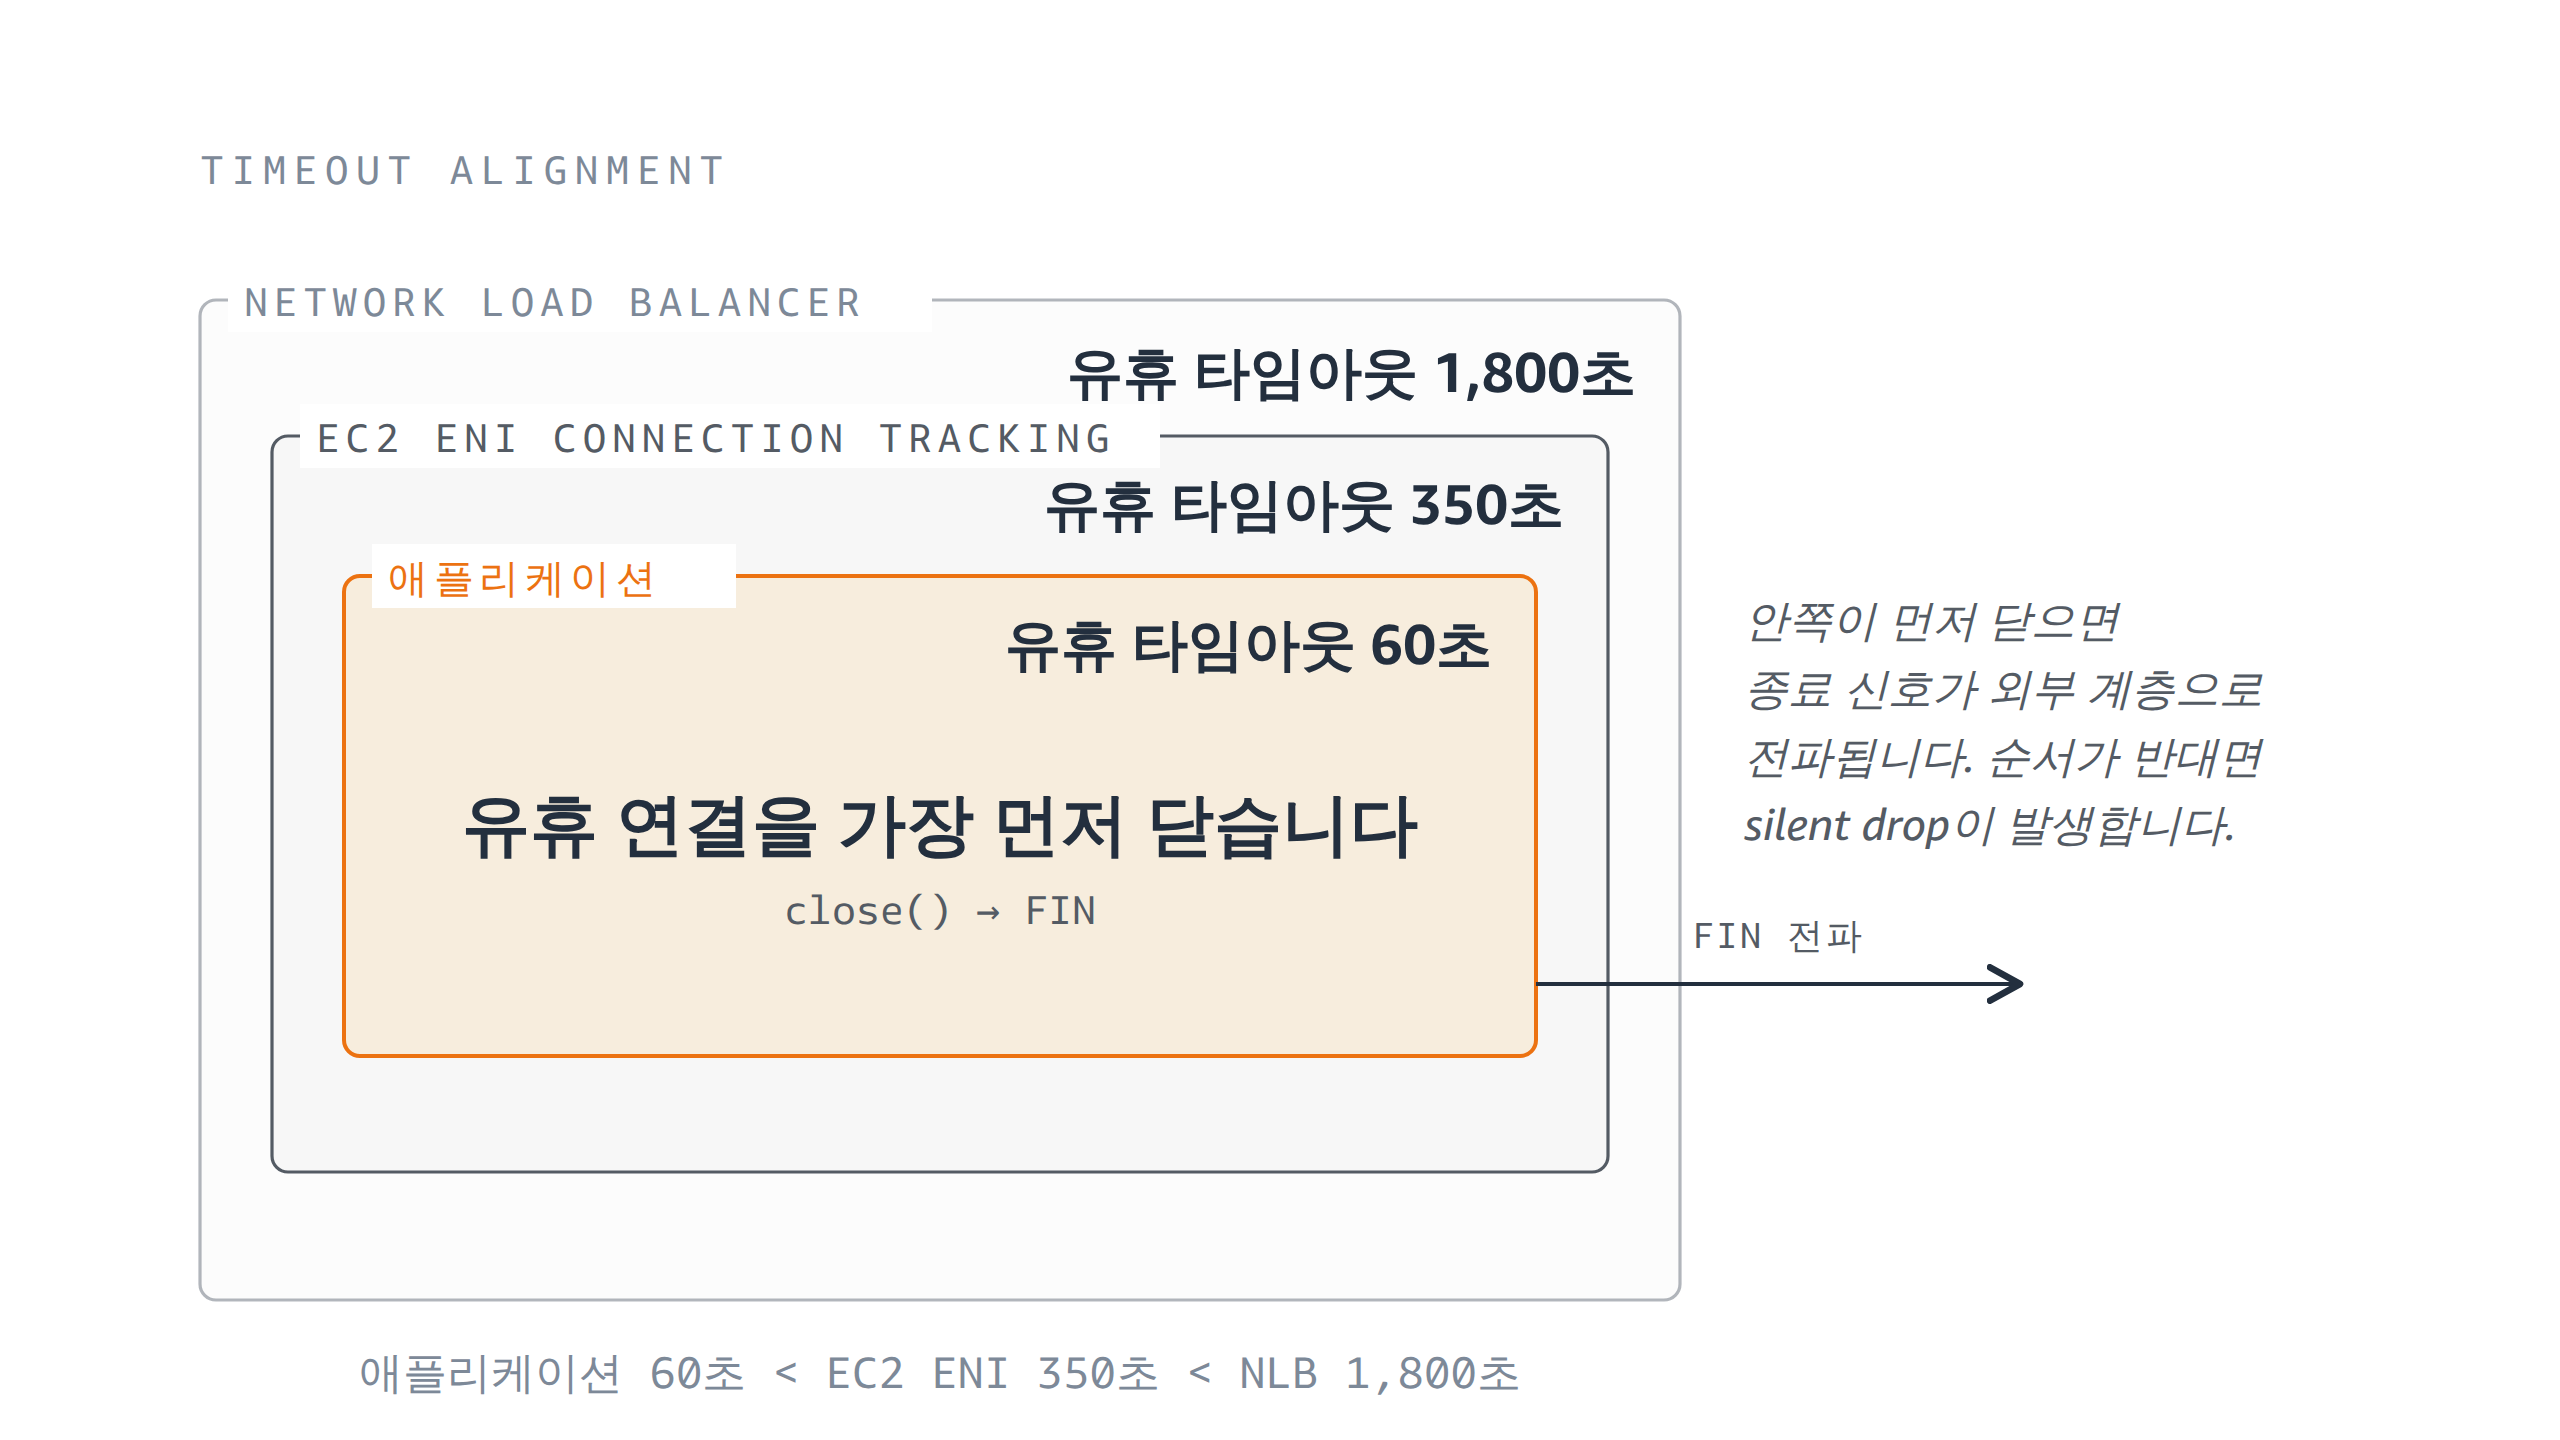 TIMEOUT ALIGNMENT
NETWORK LOAD BALANCER
유휴 타임아웃 1,800초
EC2 ENI CONNECTION TRACKING
유휴 타임아웃 350초
애플리케이션
유휴 타임아웃 60초
유휴 연결을 가장 먼저 닫습니다
close() → FIN
안쪽이 먼저 닫으면
종료 신호가 외부 계층으로
전파됩니다. 순서가 반대면
silent drop이 발생합니다.
FIN 전파
애플리케이션 60초 < EC2 ENI 350초 < NLB 1,800초